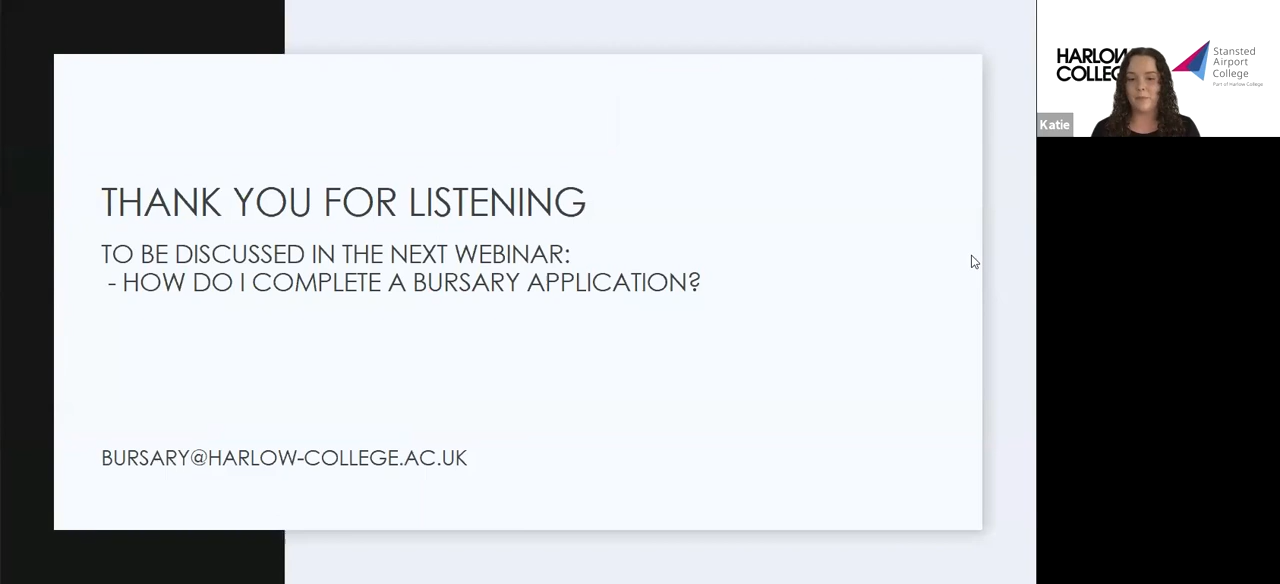 THANK YOU FOR LISTENING
TO BE DISCUSSED IN THE NEXT WEBINAR:
- HOW DO I COMPLETE A BURSARY APPLICATION?
BURSARY@HARLOW-COLLEGE.AC.UK
HARLOW
COLLEG
Stansted
Airport
College
Part of Harlow College
Katie